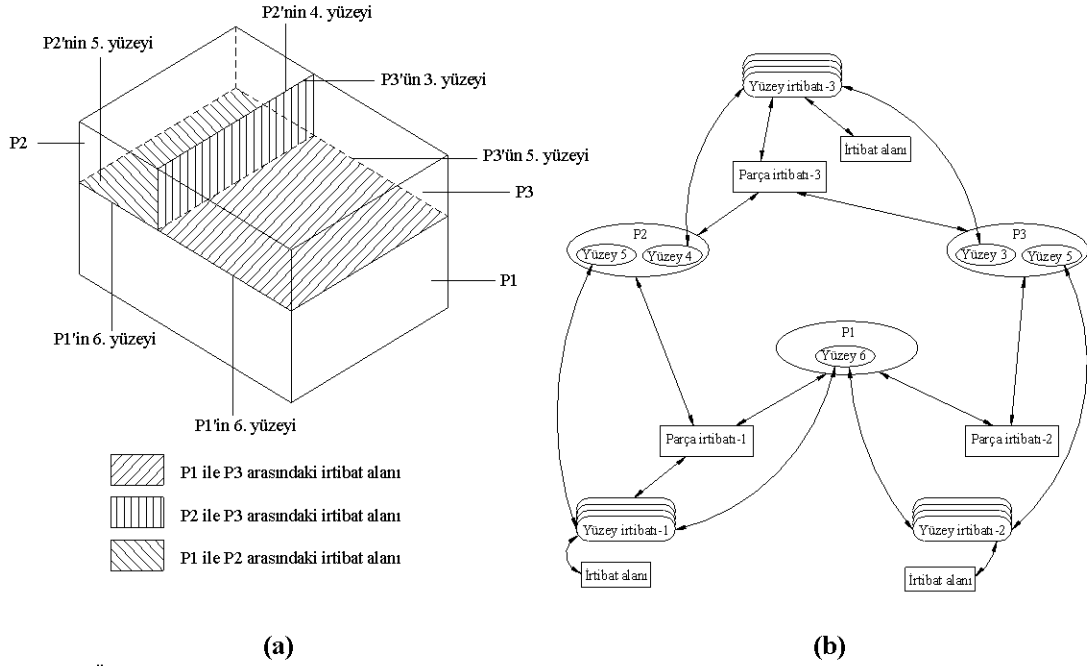 P2'nin 4. yüzeyi
P2'nin 5. yüzeyi
P3'ün 3. yüzeyi
P2
P3'ün 5. yüzeyi
P3
P1
P1'in 6. yüzeyi
P1'in 6. yüzeyi
P1 ile P3 arasındaki irtibat alanı
P2 ile P3 arasındaki irtibat alanı
P1 ile P2 arasındaki irtibat alanı
(a)
Yüzey irtibatı-3
İrtibat alanı
Parça irtibatı-3
P2
Yüzey 5
Yüzey 4
P3
Yüzey 3
Yüzey 5
P1
Yüzey 6
Parça irtibatı-1
Parça irtibatı-2
Yüzey irtibatı-1
Yüzey irtibatı-2
İrtibat alanı
İrtibat alanı
(b)